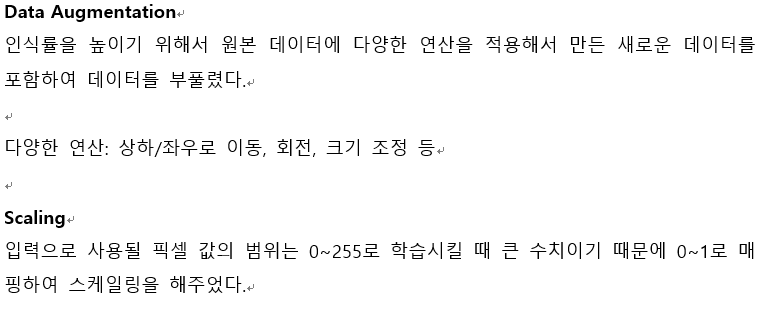 Data Augmentation
인식률을 높이기 위해서 원본 데이터에 다양한 연산을 적용해서 만든 새로운 데이터를
포함하여 데이터를 부풀렸다.
다양한 연산: 상하/좌우로 이동, 회전, 크기 조정 등
Scaling
입력으로 사용될 픽셀 값의 범위는 0~255로 학습시킬 때 큰 수치이기 때문에 0~1로 매
핑하여 스케일링을 해주었다.